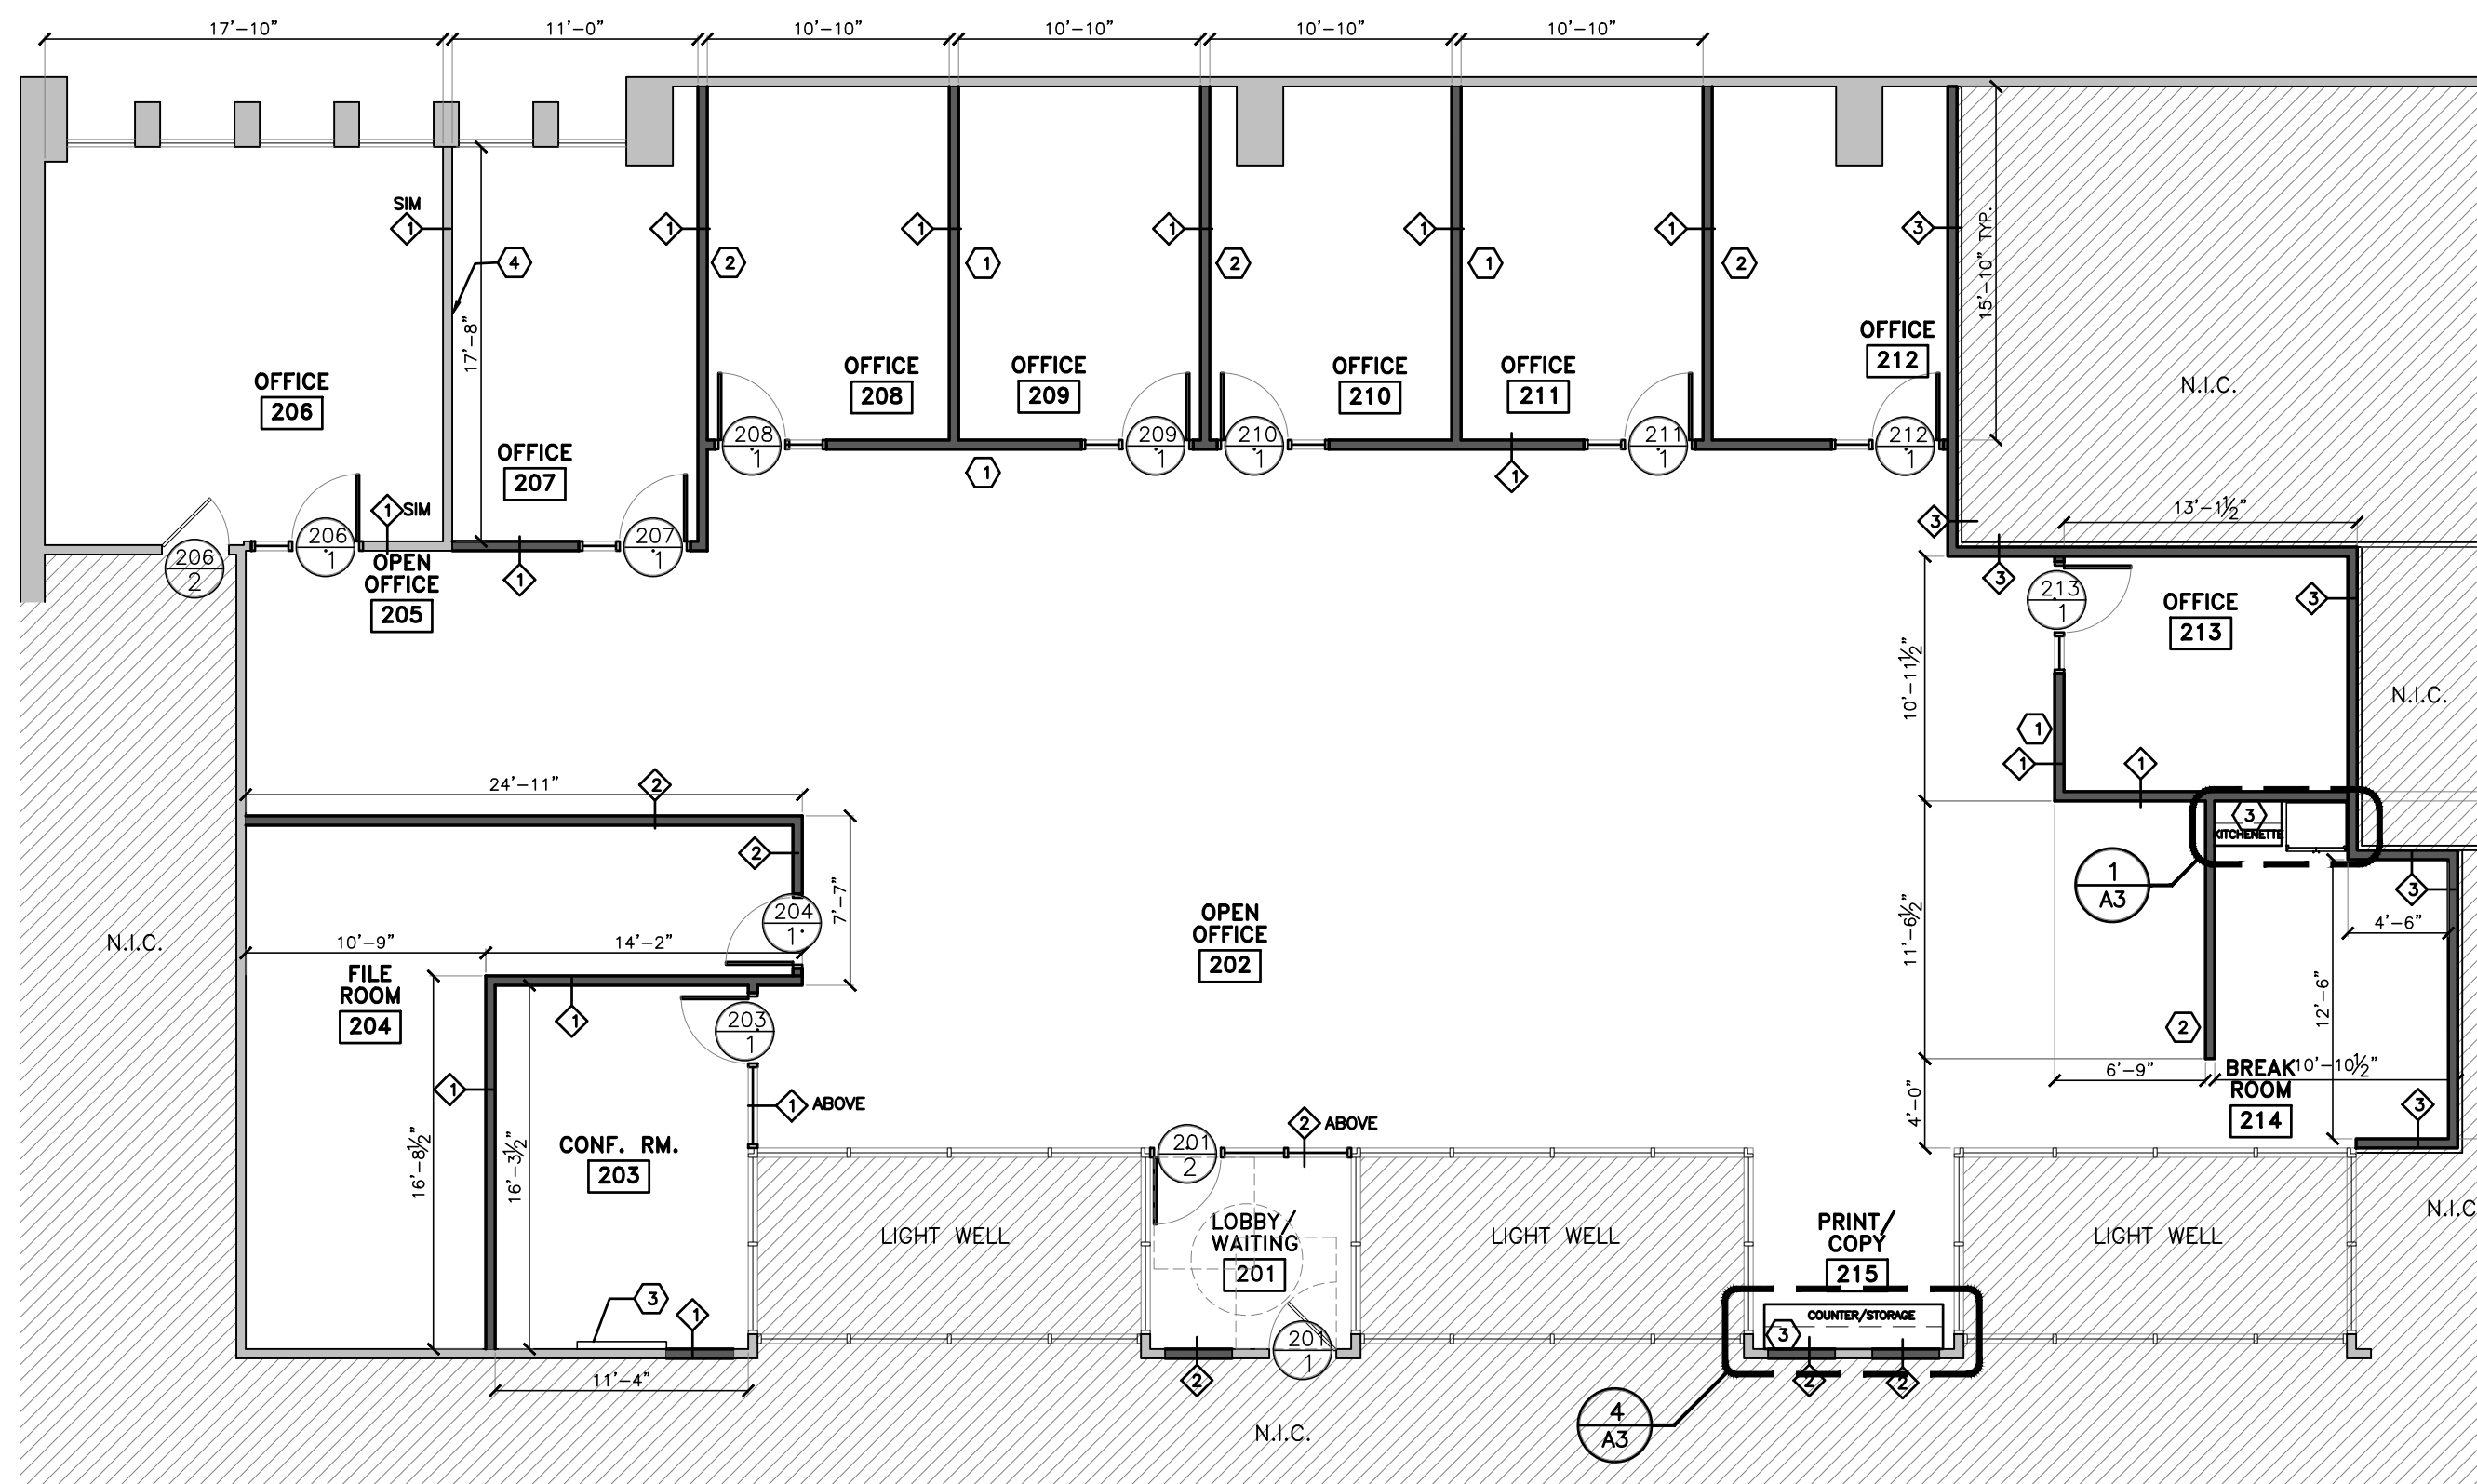 17'-10" 11'-0" 10'-10" 10'-10" 10'-10" 10'-10"
SIM
1 1 1 1 1 1 3
4 2 1 2 1 2
15'-10" TYP.
17'-8"
OFFICE
206
OFFICE
207
OFFICE
208
OFFICE
209
OFFICE
210
OFFICE
211
OFFICE
212
N.I.C.
208
1
209
1
210
1
211
1
212
1
1
1
1 SIM
206
1
206
2
207
1
1
OPEN
OFFICE
205
3
3
13'-1½"
213
1
OFFICE
213
3
10'-11½"
N.I.C.
1
1
1
24'-11"
2
2
7'-7"
204
1
3
KITCHENETTE
1
A3
3
4'-6"
11'-6½"
12'-6"
OPEN
OFFICE
202
N.I.C.
10'-9" 14'-2"
FILE
ROOM
204
1
203
1
2
6'-9"
BREAK
ROOM
214
10'-10½"
4'-0"
3
1
1 ABOVE
2 ABOVE
16'-8½"
16'-3½"
CONF. RM.
203
201
2
LIGHT WELL
LOBBY/
WAITING
201
LIGHT WELL
PRINT/
COPY
215
LIGHT WELL
N.I.C
3
1
COUNTER/STORAGE
3
201
1
11'-4"
2
2
2
4
A3
N.I.C.